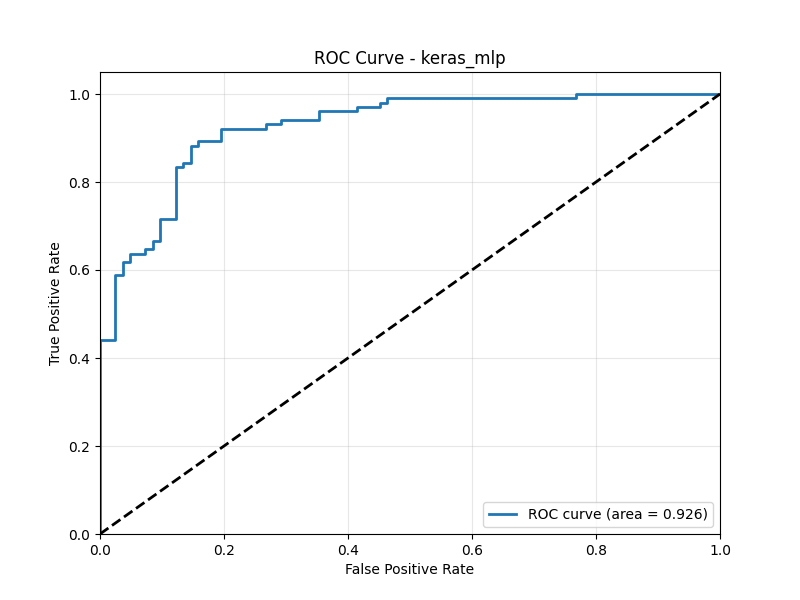 ROC Curve - keras_mlp
1.0
0.8
0.6
0.4
0.2
0.0
True Positive Rate
0.0 0.2 0.4 0.6 0.8 1.0
False Positive Rate
ROC curve (area = 0.926)